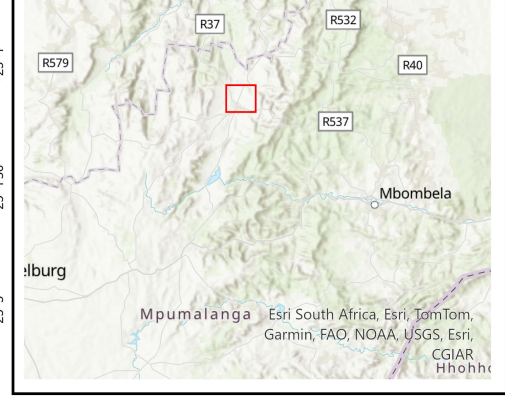 R37
R532
R579
R40
R537
Mbombela
elburg
Mpumalanga
Esri South Africa, Esri, TomTom,
Garmin, FAO, NOAA, USGS, Esri,
CGIAR
Hhohho